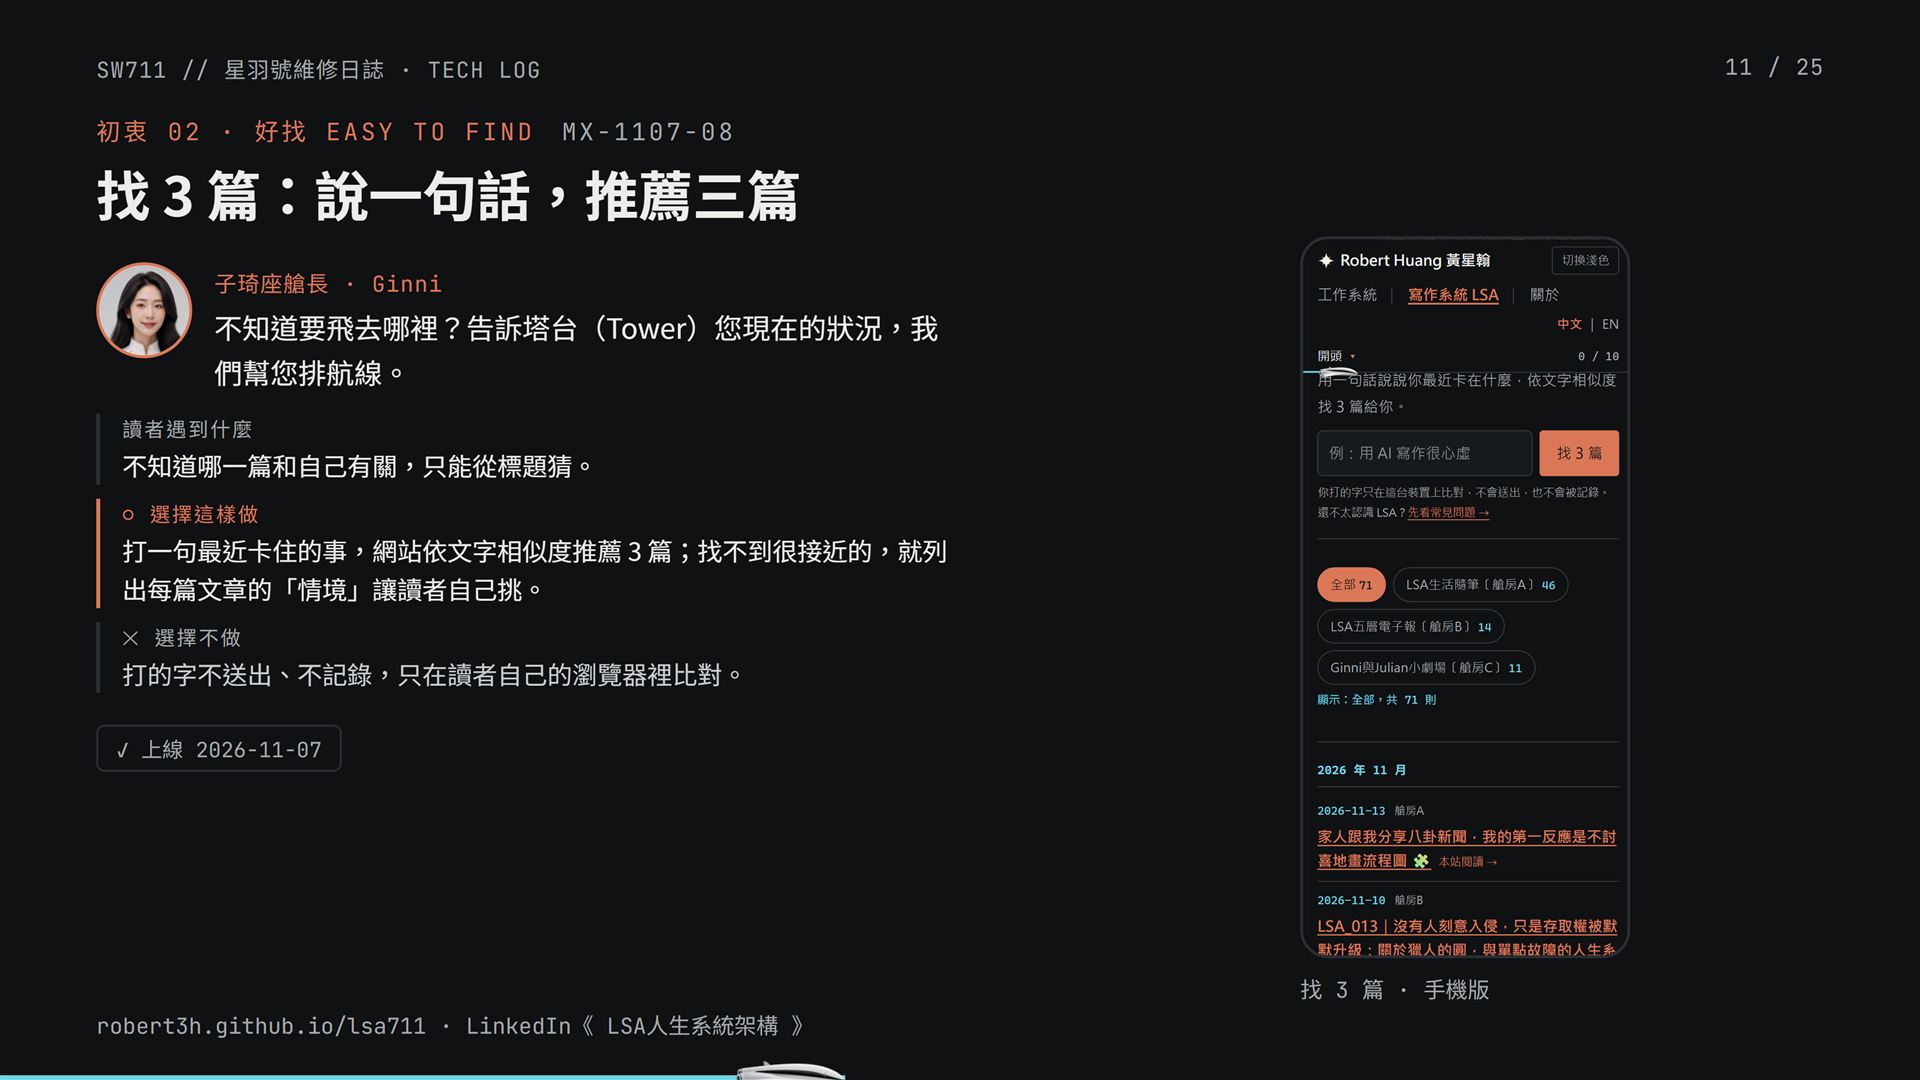 SW711 // 星羽號維修日誌 · TECH LOG
11 / 25
初衷 02 · 好找 EASY TO FIND MX-1107-08
找 3 篇：說一句話，推薦三篇
子琦座艙長 · Ginni
不知道要飛去哪裡？告訴塔台（Tower）您現在的狀況，我
們幫您排航線。
讀者遇到什麼
不知道哪一篇和自己有關，只能從標題猜。
○ 選擇這樣做
打一句最近卡住的事，網站依文字相似度推薦 3 篇；找不到很接近的，就列
出每篇文章的「情境」讓讀者自己挑。
× 選擇不做
打的字不送出、不記錄，只在讀者自己的瀏覽器裡比對。
✓ 上線 2026-11-07
✦ Robert Huang 黃星翰
切換淺色
工作系統 | 寫作系統 LSA | 關於
中文 | EN
開頭 ▾
0 / 10
用一句話說說你最近卡在什麼，依文字相似度
找 3 篇給你。
例：用 AI 寫作很心虛
找 3 篇
你打的字只在這台裝置上比對，不會送出，也不會被記錄。
還不太認識 LSA？先看常見問題 →
全部 71
LSA生活隨筆〔艙房A〕 46
LSA五層電子報〔艙房B〕 14
Ginni與Julian小劇場〔艙房C〕 11
顯示：全部，共 71 則
2026 年 11 月
2026-11-13 艙房A
家人跟我分享八卦新聞，我的第一反應是不討
喜地畫流程圖 🧩 本站閱讀 →
2026-11-10 艙房B
LSA_013｜沒有人刻意入侵，只是存取權被默
默升級：關於獵人的圓，與單點故障的人生系
找 3 篇 · 手機版
robert3h.github.io/lsa711 · LinkedIn《 LSA人生系統架構 》